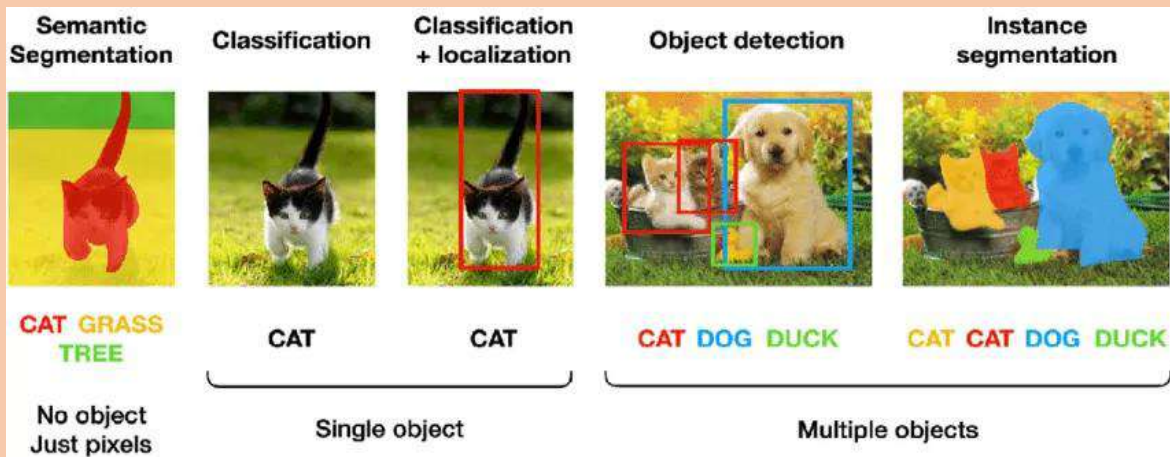 Semantic
Segmentation
Classification
Classification
+ localization
Object detection
Instance
segmentation
CAT GRASS
TREE
CAT
CAT
CAT DOG DUCK
CAT CAT DOG DUCK
No object
Just pixels
Single object
Multiple objects